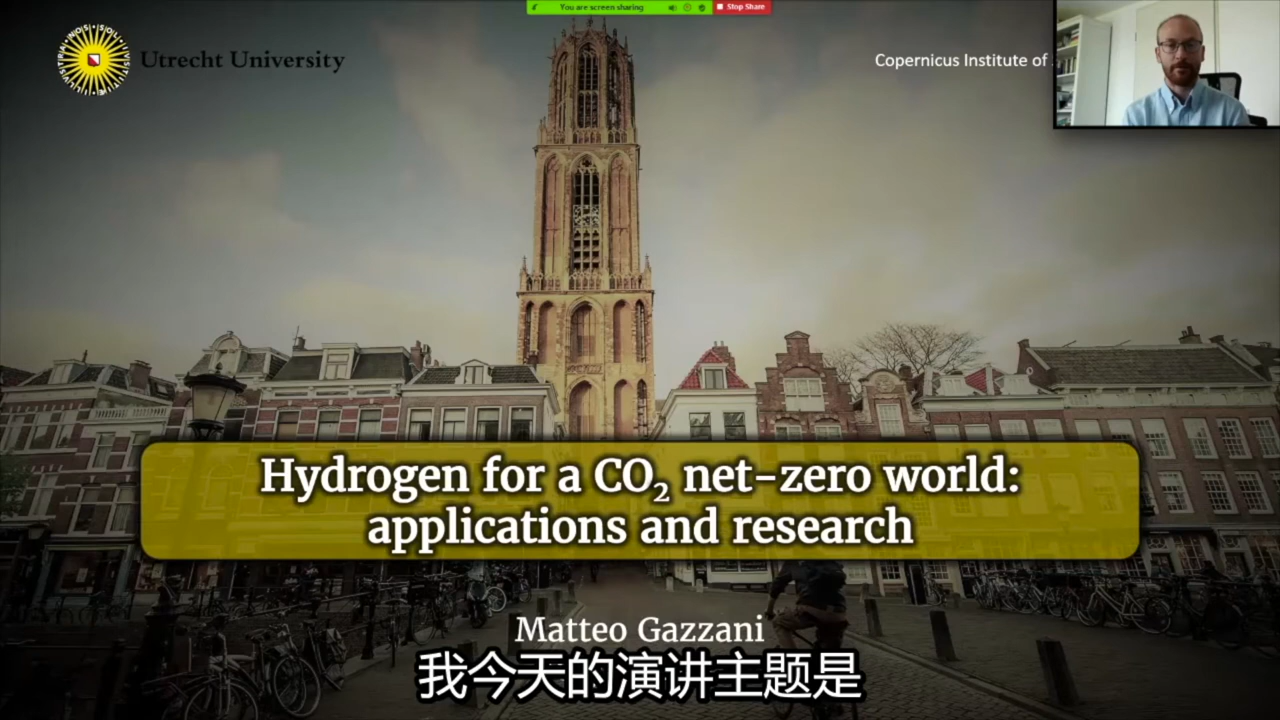 You are screen sharing
Stop Share
Utrecht University
Copernicus Institute of
Hydrogen for a CO₂ net-zero world:
applications and research
Matteo Gazzani
我今天的演讲主题是